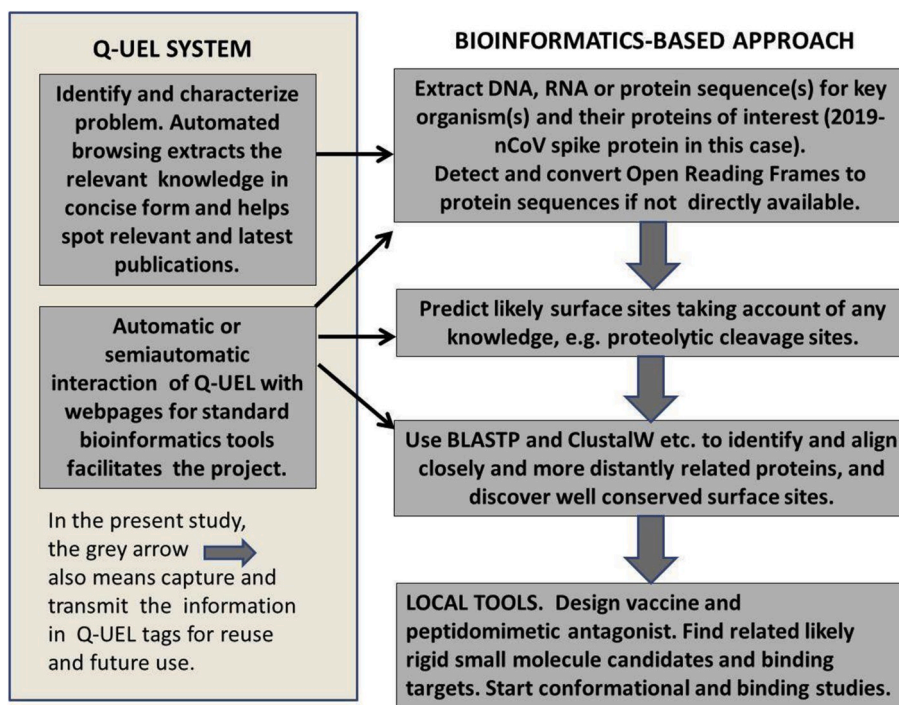 Q-UEL SYSTEM
Identify and characterize
problem. Automated
browsing extracts the
relevant knowledge in
concise form and helps
spot relevant and latest
publications.
Automatic or
semiautomatic
interaction of Q-UEL with
webpages for standard
bioinformatics tools
facilitates the project.
In the present study,
the grey arrow
also means capture and
transmit the information
in Q-UEL tags for reuse
and future use.
BIOINFORMATICS-BASED APPROACH
Extract DNA, RNA or protein sequence(s) for key
organism(s) and their proteins of interest (2019-
nCoV spike protein in this case).
Detect and convert Open Reading Frames to
protein sequences if not directly available.
Predict likely surface sites taking account of any
knowledge, e.g. proteolytic cleavage sites.
Use BLASTP and ClustalW etc. to identify and align
closely and more distantly related proteins, and
discover well conserved surface sites.
LOCAL TOOLS. Design vaccine and
peptidomimetic antagonist. Find related likely
rigid small molecule candidates and binding
targets. Start conformational and binding studies.